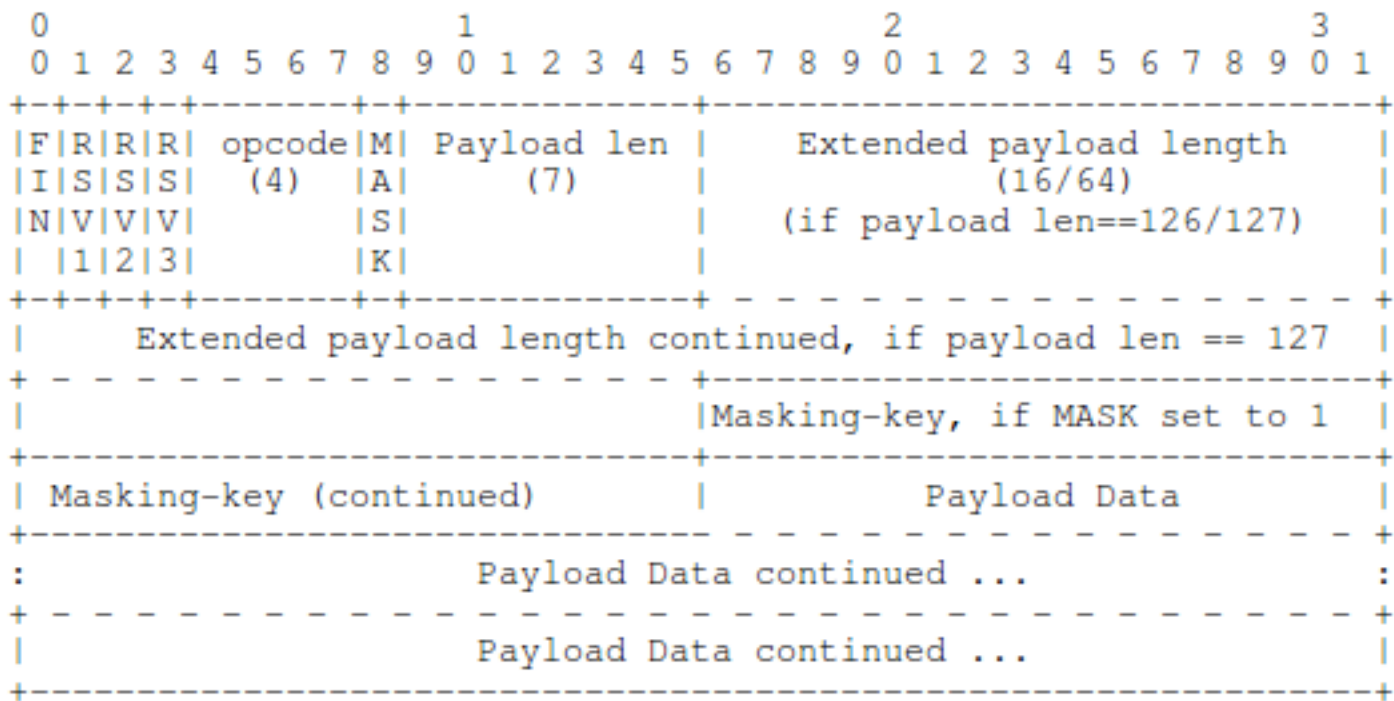 0                   1                   2                   3
 0 1 2 3 4 5 6 7 8 9 0 1 2 3 4 5 6 7 8 9 0 1 2 3 4 5 6 7 8 9 0 1
+-+-+-+-+-------+-+-------------+-------------------------------+
|F|R|R|R| opcode|M| Payload len |    Extended payload length    |
|I|S|S|S|  (4)  |A|     (7)     |             (16/64)           |
|N|V|V|V|       |S|             |   (if payload len==126/127)   |
| |1|2|3|       |K|             |                               |
+-+-+-+-+-------+-+-------------+ - - - - - - - - - - - - - - - +
|     Extended payload length continued, if payload len == 127  |
+ - - - - - - - - - - - - - - - +-------------------------------+
|                               |Masking-key, if MASK set to 1  |
+-------------------------------+-------------------------------+
| Masking-key (continued)       |          Payload Data         |
+-------------------------------- - - - - - - - - - - - - - - - +
:                     Payload Data continued ...                :
+ - - - - - - - - - - - - - - - - - - - - - - - - - - - - - - - +
|                     Payload Data continued ...                |
+---------------------------------------------------------------+